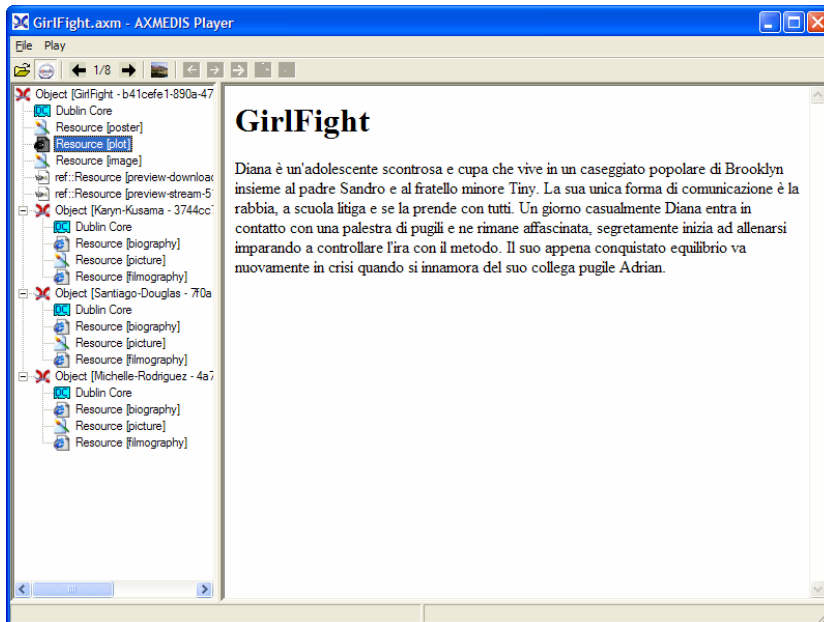 GirlFight.axm - AXMEDIS Player
File Play
1/8
Object [GirlFight - b41cefe1-890a-47
Dublin Core
Resource [poster]
Resource [plot]
Resource [image]
ref::Resource [preview-downloac
ref::Resource [preview-stream-5
Object [Karyn-Kusama - 3744cc
Dublin Core
Resource [biography]
Resource [picture]
Resource [filmography]
Object [Santiago-Douglas - 7f0a
Dublin Core
Resource [biography]
Resource [picture]
Resource [filmography]
Object [Michelle-Rodriguez - 4a7
Dublin Core
Resource [biography]
Resource [picture]
Resource [filmography]
GirlFight
Diana è un'adolescente scontrosa e cupa che vive in un caseggiato popolare di Brooklyn
insieme al padre Sandro e al fratello minore Tiny. La sua unica forma di comunicazione è la
rabbia, a scuola litiga e se la prende con tutti. Un giorno casualmente Diana entra in
contatto con una palestra di pugili e ne rimane affascinata, segretamente inizia ad allenarsi
imparando a controllare l'ira con il metodo. Il suo appena conquistato equilibrio va
nuovamente in crisi quando si innamora del suo collega pugile Adrian.